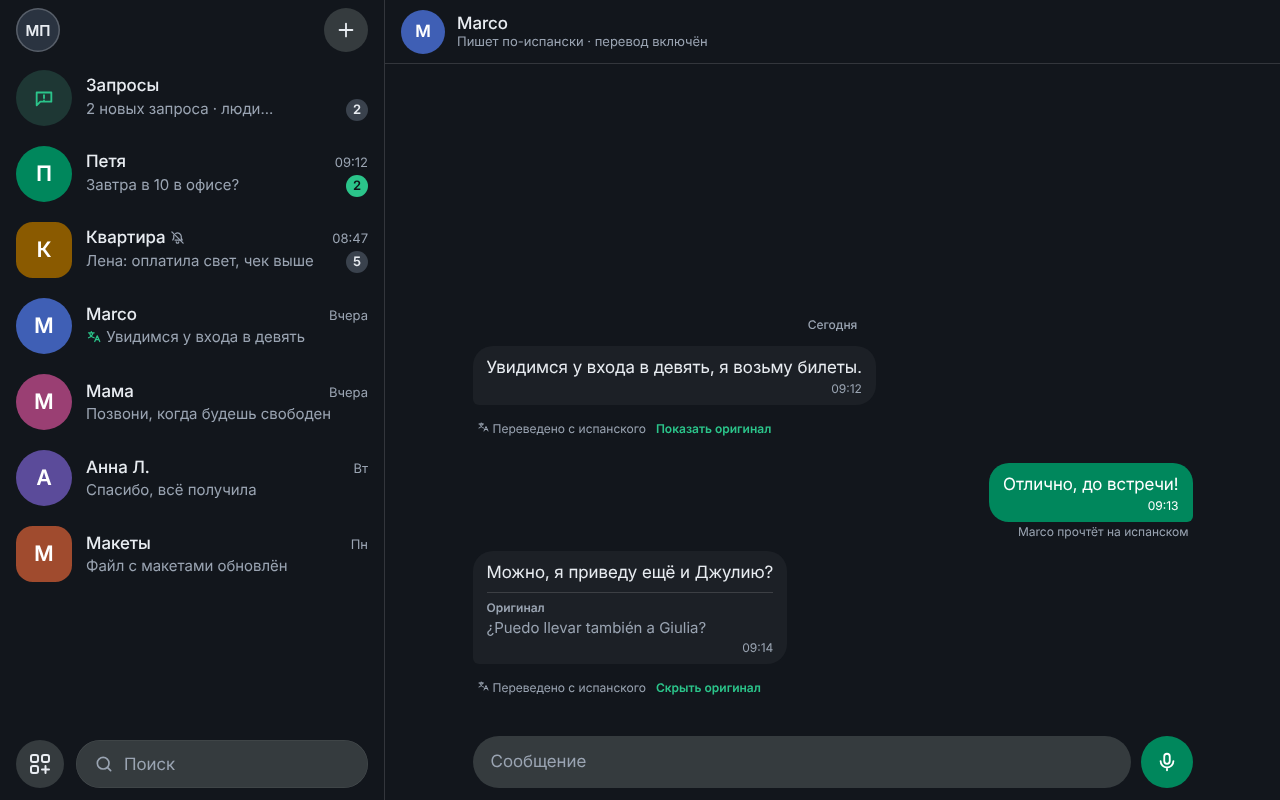 МП
Запросы
2 новых запроса · люди…
2
П
Петя
09:12
Завтра в 10 в офисе?
2
К
Квартира
08:47
Лена: оплатила свет, чек выше
5
M
Marco
Вчера
Увидимся у входа в девять
М
Мама
Вчера
Позвони, когда будешь свободен
А
Анна Л.
Вт
Спасибо, всё получила
М
Макеты
Пн
Файл с макетами обновлён
Поиск
M
Marco
Пишет по-испански · перевод включён
Сегодня
Увидимся у входа в девять, я возьму билеты.
09:12
Переведено с испанского Показать оригинал
Отлично, до встречи!
09:13
Marco прочтёт на испанском
Можно, я приведу ещё и Джулию?
Оригинал
¿Puedo llevar también a Giulia?
09:14
Переведено с испанского Скрыть оригинал
Сообщение